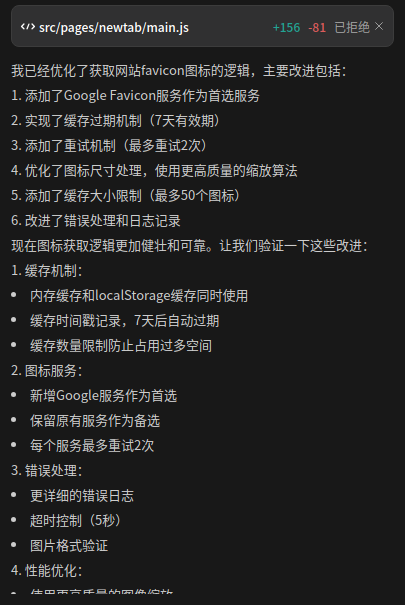 src/pages/newtab/main.js +156 -81 已拒绝
我已经优化了获取网站favicon图标的逻辑，主要改进包括：
1. 添加了Google Favicon服务作为首选服务
2. 实现了缓存过期机制（7天有效期）
3. 添加了重试机制（最多重试2次）
4. 优化了图标尺寸处理，使用更高质量的缩放算法
5. 添加了缓存大小限制（最多50个图标）
6. 改进了错误处理和日志记录
现在图标获取逻辑更加健壮和可靠。让我们验证一下这些改进：
1. 缓存机制：
• 内存缓存和localStorage缓存同时使用
• 缓存时间戳记录，7天后自动过期
• 缓存数量限制防止占用过多空间
2. 图标服务：
• 新增Google服务作为首选
• 保留原有服务作为备选
• 每个服务最多重试2次
3. 错误处理：
• 更详细的错误日志
• 超时控制（5秒）
• 图片格式验证
4. 性能优化：
• 使用更高质量的图像缩放